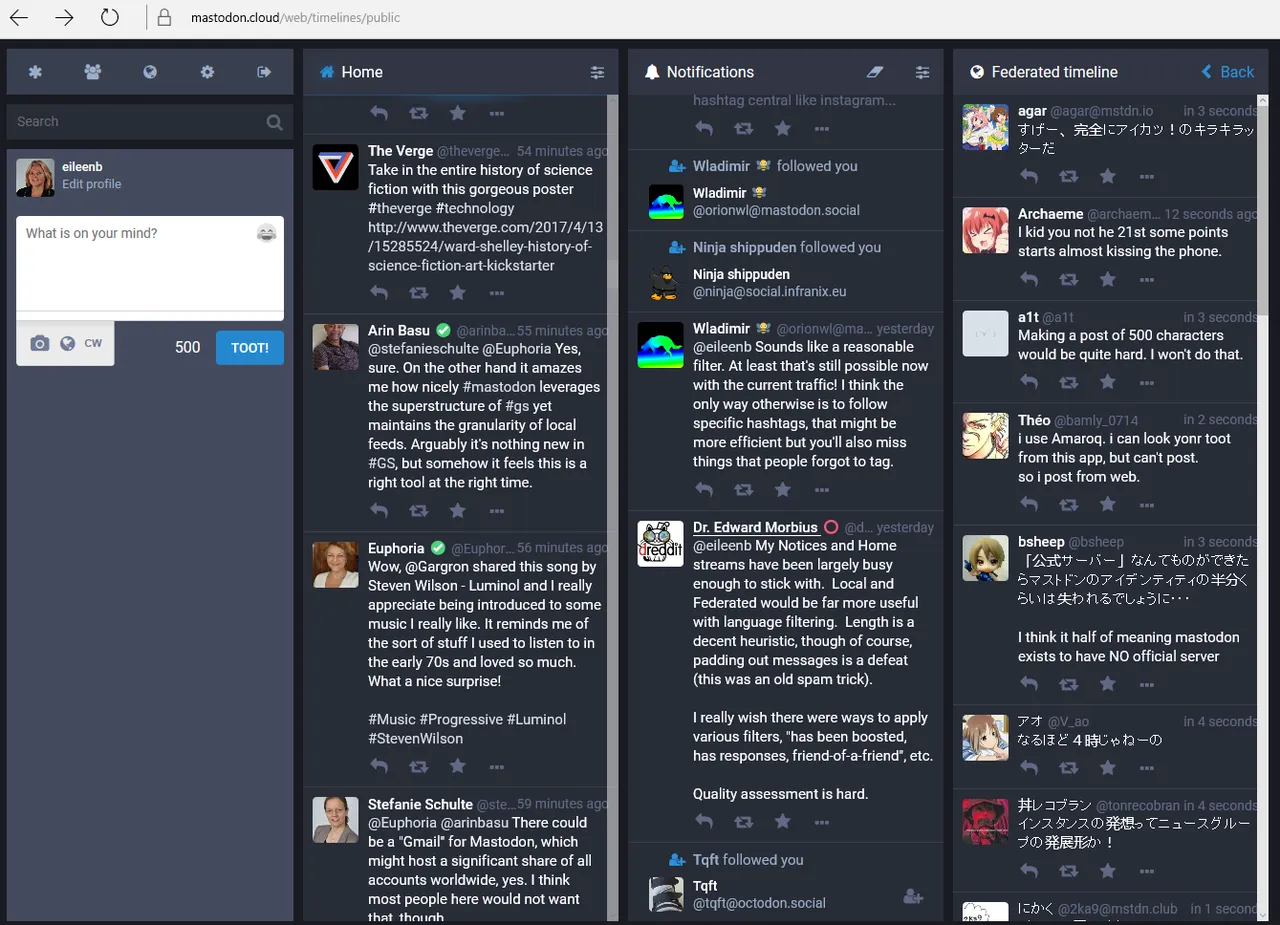 mastodon.cloud/web/timelines/public
Search
eileenb
Edit profile
What is on your mind?
CW
500
TOOT!
Home
The Verge @theverge... 54 minutes ago
Take in the entire history of science
fiction with this gorgeous poster
#theverge #technology
http://www.theverge.com/2017/4/13
/15285524/ward-shelley-history-of-
science-fiction-art-kickstarter
Arin Basu @arinba... 55 minutes ago
@stefanieschulte @Euphoria Yes,
sure. On the other hand it amazes
me how nicely #mastodon leverages
the superstructure of #gs yet
maintains the granularity of local
feeds. Arguably it's nothing new in
#GS, but somehow it feels this is a
right tool at the right time.
Euphoria @Euphor... 56 minutes ago
Wow, @Gargron shared this song by
Steven Wilson - Luminol and I really
appreciate being introduced to some
music I really like. It reminds me of
the sort of stuff I used to listen to in
the early 70s and loved so much.
What a nice surprise!
#Music #Progressive #Luminol
#StevenWilson
Stefanie Schulte @ste... 59 minutes ago
@Euphoria @arinbasu There could
be a "Gmail" for Mastodon, which
might host a significant share of all
accounts worldwide, yes. I think
most people here would not want
that, though
Notifications
hashtag central like instagram...
Wladimir followed you
Wladimir
@orionwl@mastodon.social
Ninja shippuden followed you
Ninja shippuden
@ninja@social.infranix.eu
Wladimir @orionwl@ma... yesterday
@eileenb Sounds like a reasonable
filter. At least that's still possible now
with the current traffic! I think the
only way otherwise is to follow
specific hashtags, that might be
more efficient but you'll also miss
things that people forgot to tag.
dreddit
Dr. Edward Morbius @d... yesterday
@eileenb My Notices and Home
streams have been largely busy
enough to stick with. Local and
Federated would be far more useful
with language filtering. Length is a
decent heuristic, though of course,
padding out messages is a defeat
(this was an old spam trick).
I really wish there were ways to apply
various filters, "has been boosted,
has responses, friend-of-a-friend", etc.
Quality assessment is hard.
Tqft followed you
Tqft
@tqft@octodon.social
Federated timeline
Back
agar @agar@mstdn.io in 3 seconds
すげー、完全にアイカツ！のキラキラッ
ターだ
Archaeme @archaem... 12 seconds ago
I kid you not he 21st some points
starts almost kissing the phone.
a1t @a1t in 3 seconds
Making a post of 500 characters
would be quite hard. I won't do that.
Théo @bamly_0714 in 2 seconds
i use Amaroq. i can look yonr toot
from this app, but can't post.
so i post from web.
bsheep @bsheep in 3 seconds
「公式サーバー」なんてものができた
らマストドンのアイデンティティの半分く
らいは失われるでしょうに・・・
I think it half of meaning mastodon
exists to have NO official server
アオ @V_ao in 4 seconds
なるほど４時じゃねーの
丼レコブラン @tonrecobran in 4 seconds
インスタンスの発想ってニュースグルー
プの発展形か！
にかく @2ka9@mstdn.club in 1 second